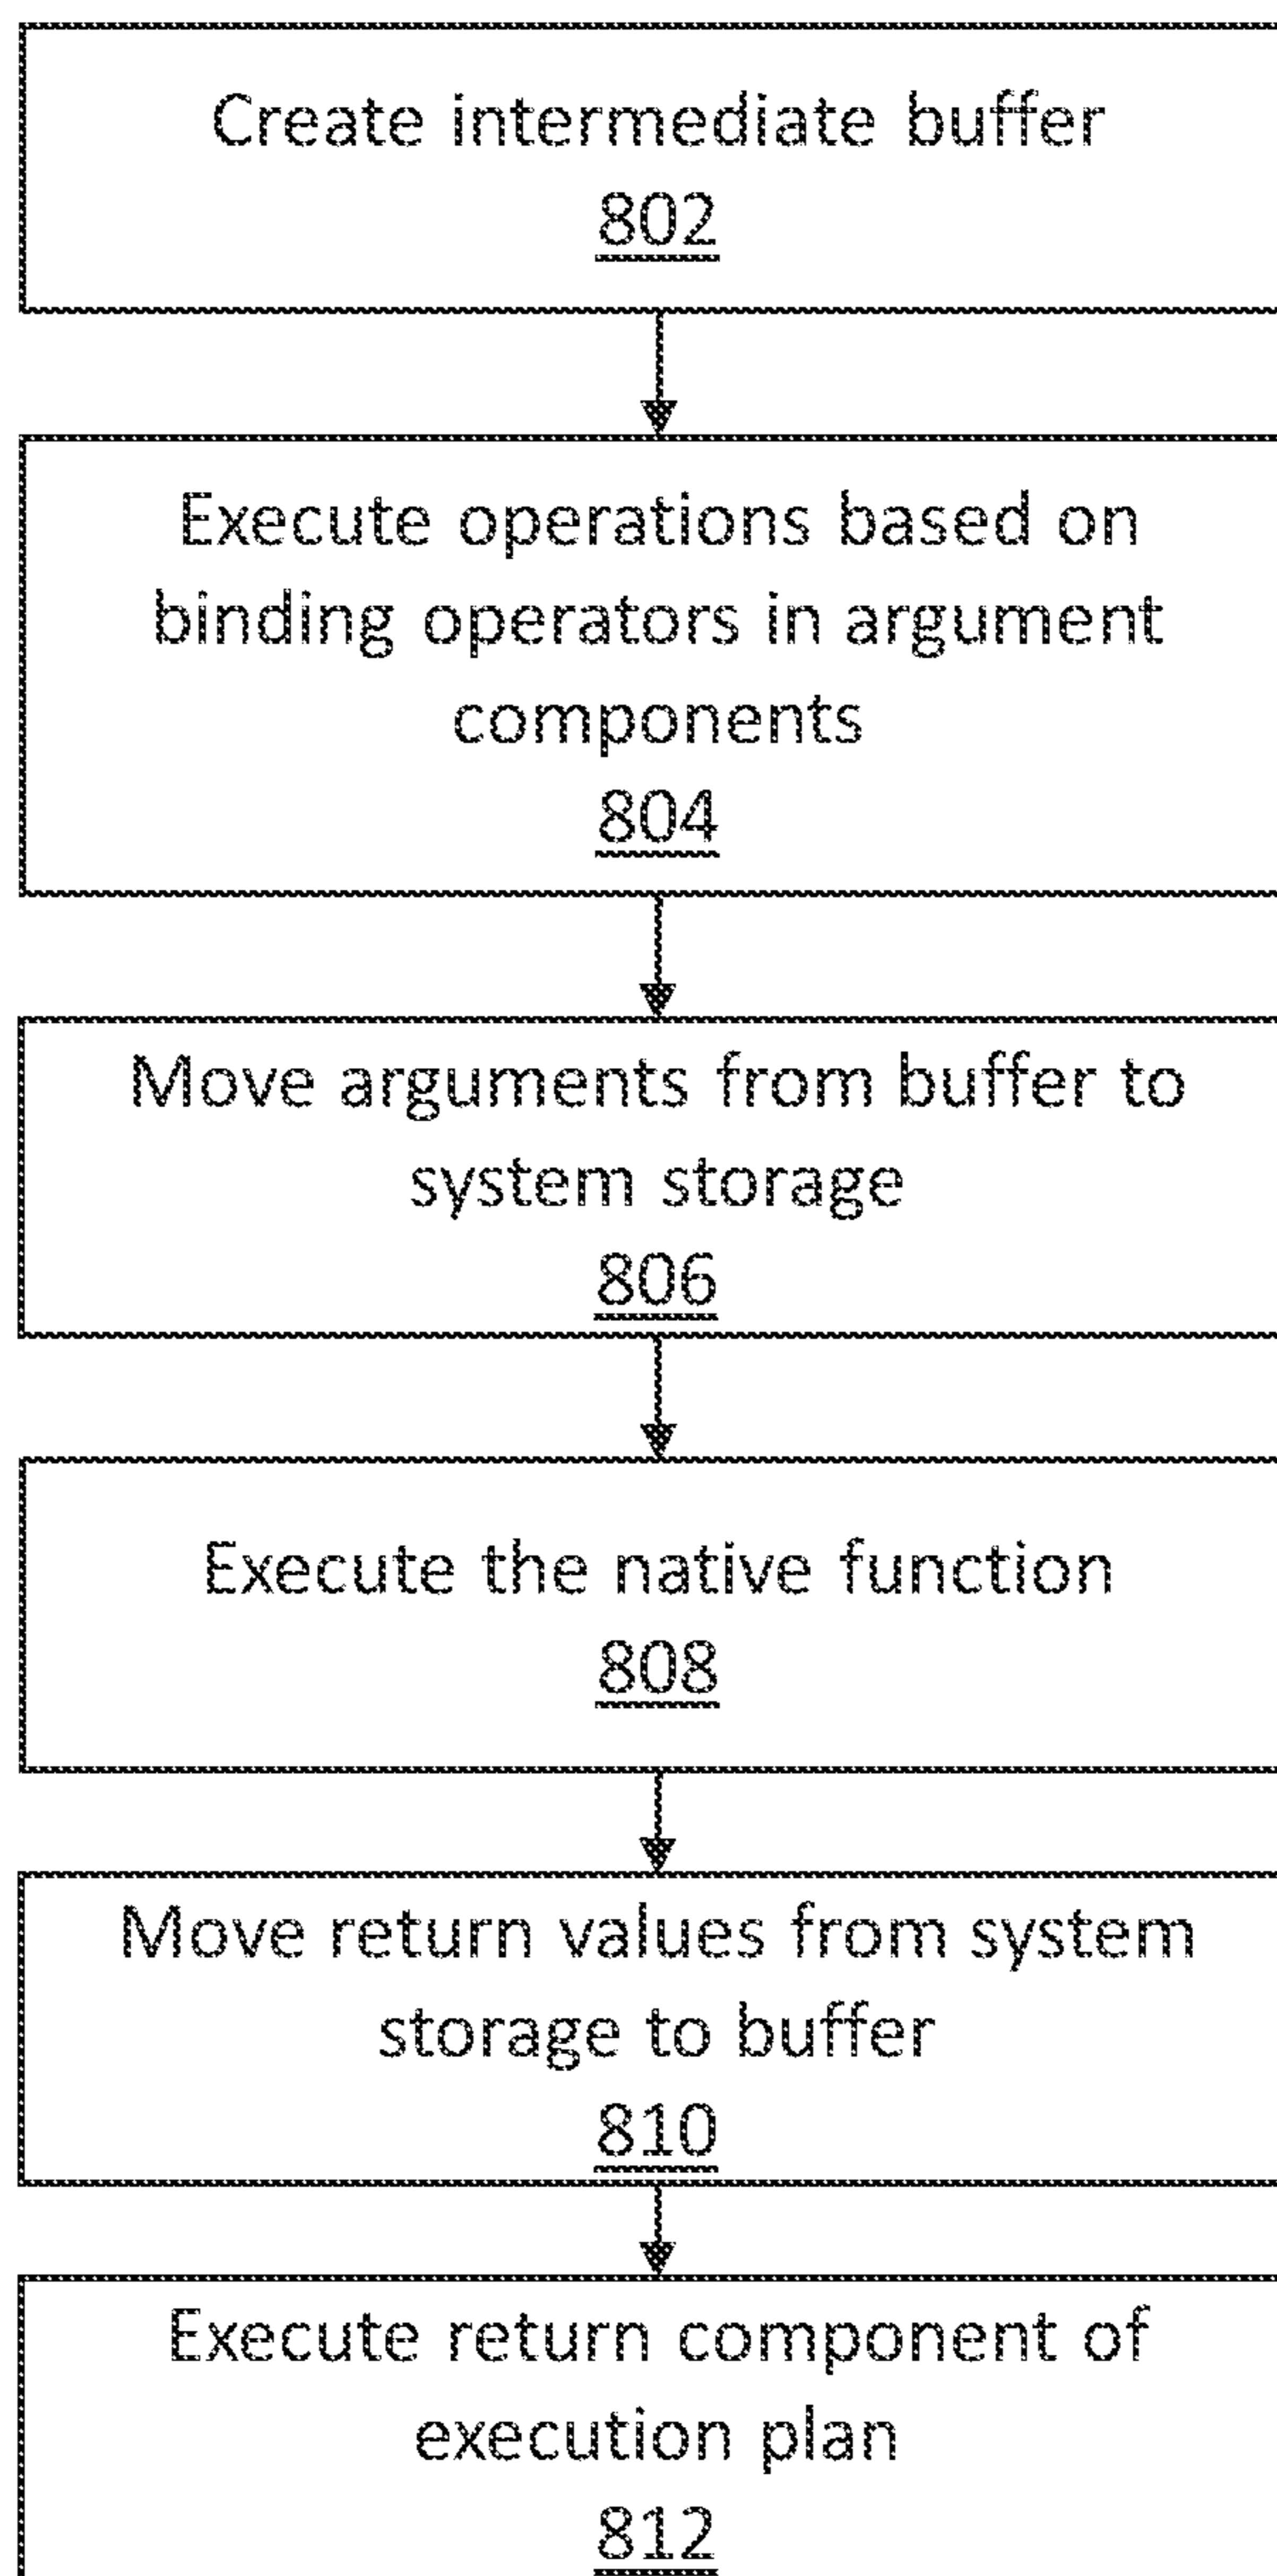 Create intermediate buffer
802
Execute operations based on
binding operators in argument
components
804
Move arguments from buffer to
system storage
806
Execute the native function
808
Move return values from system
storage to buffer
810
Execute return component of
execution plan
812